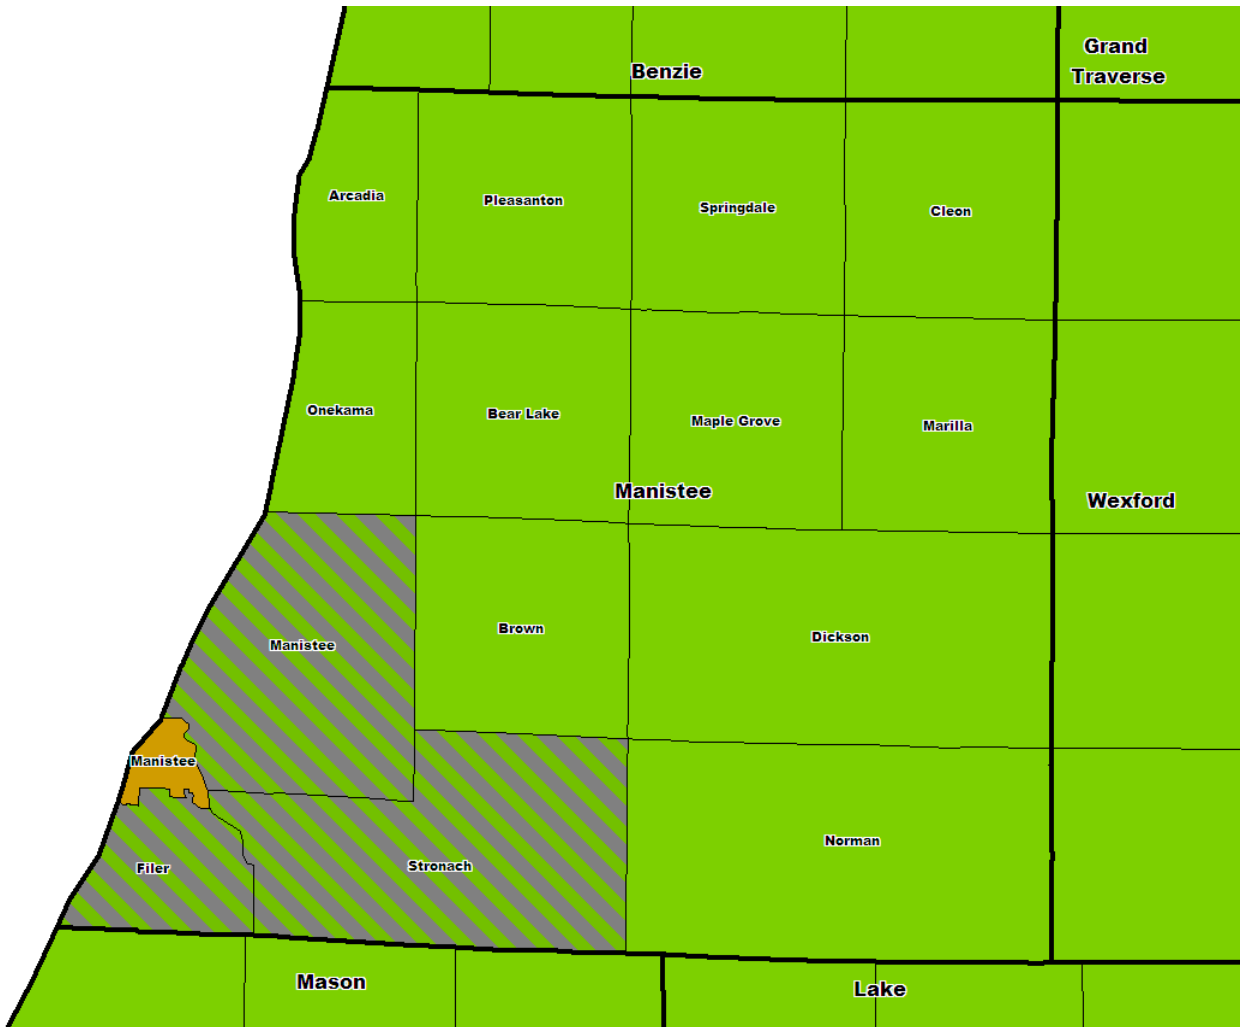 Grand
Traverse
Benzie
Arcadia
Pleasanton
Springdale
Cleon
Onekama
Bear Lake
Maple Grove
Marilla
Manistee
Wexford
Manistee
Brown
Dickson
Manistee
Filer
Stronach
Norman
Mason
Lake